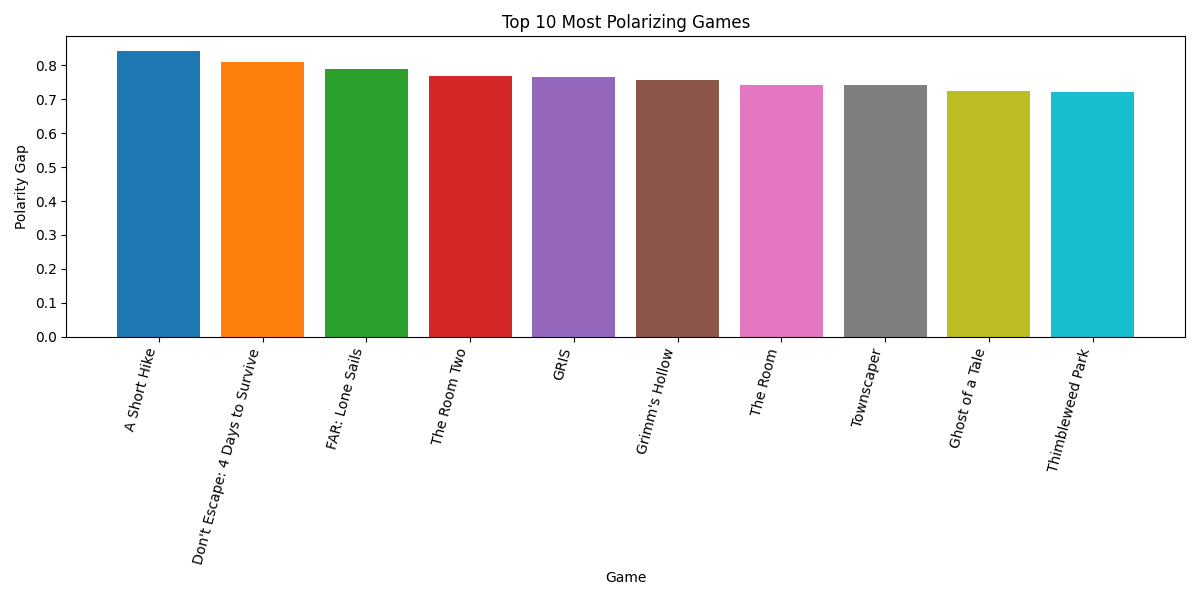 Top 10 Most Polarizing Games
Polarity Gap
0.8
0.7
0.6
0.5
0.4
0.3
0.2
0.1
0.0
A Short Hike
Don't Escape: 4 Days to Survive
FAR: Lone Sails
The Room Two
GRIS
Grimm's Hollow
The Room
Townscaper
Ghost of a Tale
Thimbleweed Park
Game